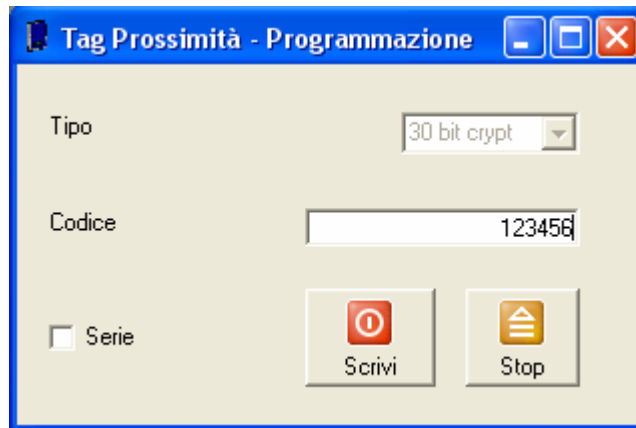 Tag Prossimità - Programmazione
Tipo
30 bit crypt
Codice
123456
Serie
Scrivi
Stop